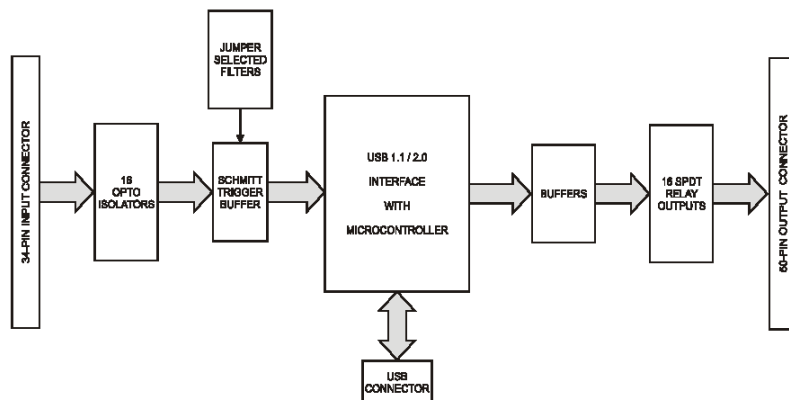 JUMPER
SELECTED
FILTERS
34-PIN INPUT CONNECTOR
16
OPTO
ISOLATORS
SCHMITT
TRIGGER
BUFFER
USB 1.1 / 2.0
INTERFACE
WITH
MICROCONTROLLER
BUFFERS
16 SPDT
RELAY
OUTPUTS
50-PIN OUTPUT CONNECTOR
USB
CONNECTOR